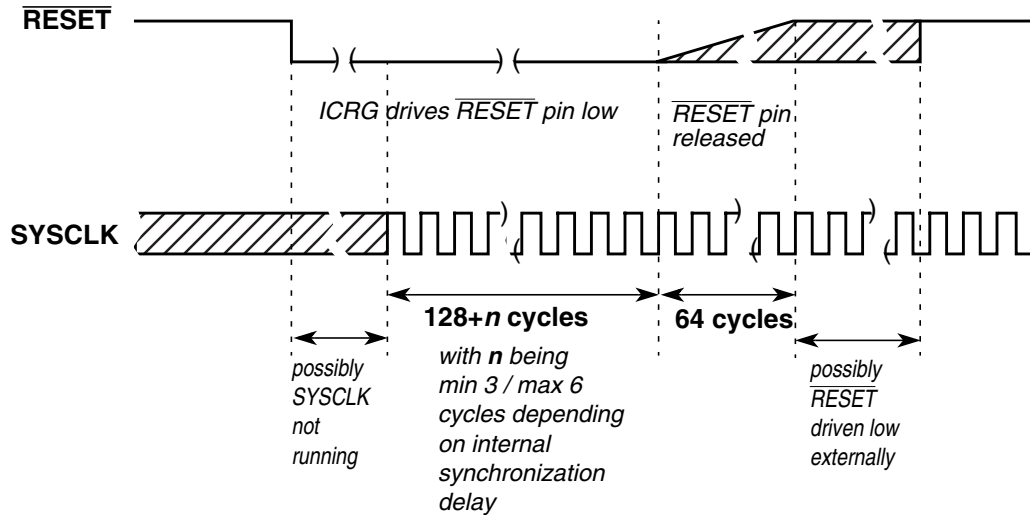 RESET
ICRG drives RESET pin low
RESET pin
released
SYSCLK
128+n cycles
with n being
min 3 / max 6
cycles depending
on internal
synchronization
delay
64 cycles
possibly
SYSCLK
not
running
possibly
RESET
driven low
externally